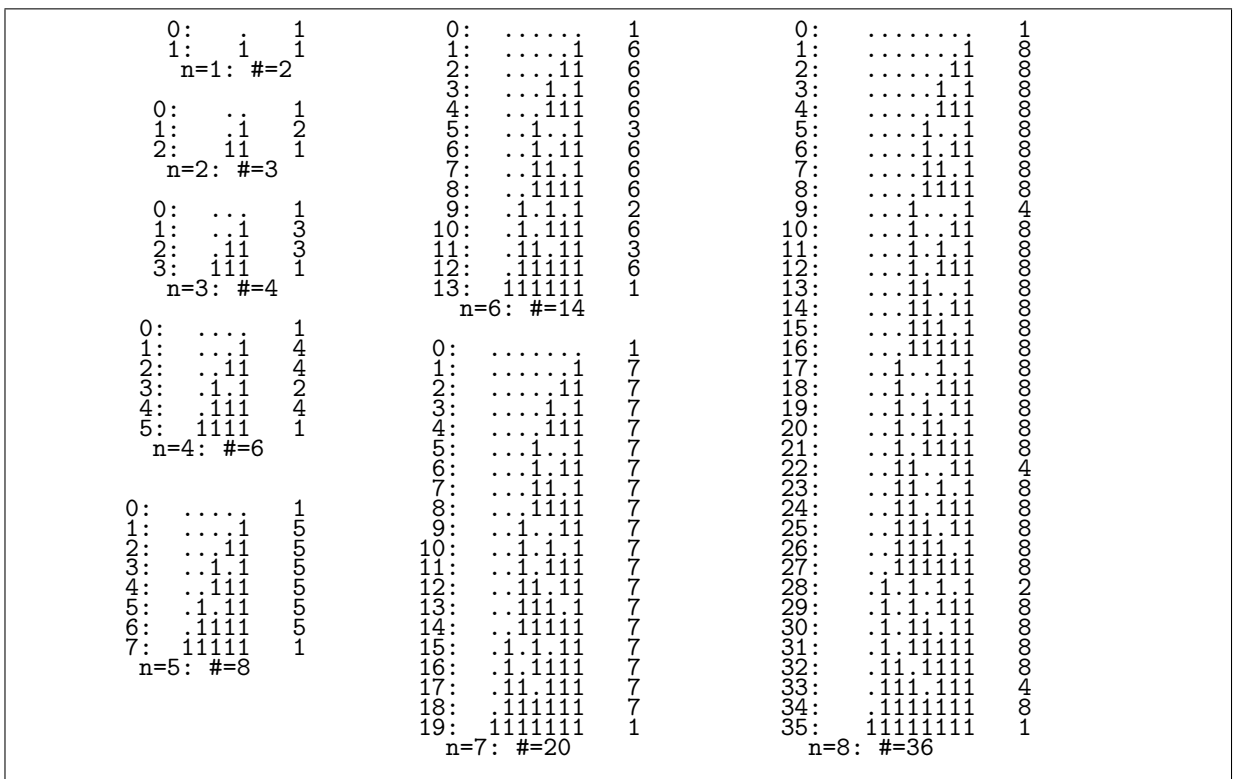 0: . 1
1: 1 1
n=1: #=2
0: .. 1
1: .1 2
2: 11 1
n=2: #=3
0: ... 1
1: ..1 3
2: .11 3
3: 111 1
n=3: #=4
0: .... 1
1: ...1 4
2: ..11 4
3: .1.1 2
4: .111 4
5: 1111 1
n=4: #=6
0: ..... 1
1: ....1 5
2: ...11 5
3: ..1.1 5
4: ..111 5
5: .1.11 5
6: .1111 5
7: 11111 1
n=5: #=8
0: ...... 1
1: .....1 6
2: ....11 6
3: ...1.1 6
4: ...111 6
5: ..1..1 3
6: ..1.11 6
7: ..11.1 6
8: ..1111 6
9: .1.1.1 2
10: .1.111 6
11: .11.11 3
12: .11111 6
13: 111111 1
n=6: #=14
0: ....... 1
1: ......1 7
2: .....11 7
3: ....1.1 7
4: ....111 7
5: ...1..1 7
6: ...1.11 7
7: ...11.1 7
8: ...1111 7
9: ..1..11 7
10: ..1.1.1 7
11: ..1.111 7
12: ..11.11 7
13: ..111.1 7
14: ..11111 7
15: .1.1.11 7
16: .1.1111 7
17: .11.111 7
18: .111111 7
19: 1111111 1
n=7: #=20
0: ........ 1
1: .......1 8
2: ......11 8
3: .....1.1 8
4: .....111 8
5: ....1..1 8
6: ....1.11 8
7: ....11.1 8
8: ....1111 8
9: ...1...1 4
10: ...1..11 8
11: ...1.1.1 8
12: ...1.111 8
13: ...11..1 8
14: ...11.11 8
15: ...111.1 8
16: ...11111 8
17: ..1..1.1 8
18: ..1..111 8
19: ..1.1.11 8
20: ..1.11.1 8
21: ..1.1111 8
22: ..11..11 4
23: ..11.1.1 8
24: ..11.111 8
25: ..111.11 8
26: ..1111.1 8
27: ..111111 8
28: .1.1.1.1 2
29: .1.1.111 8
30: .1.11.11 8
31: .1.11111 8
32: .11.1111 8
33: .111.111 4
34: .1111111 8
35: 11111111 1
n=8: #=36